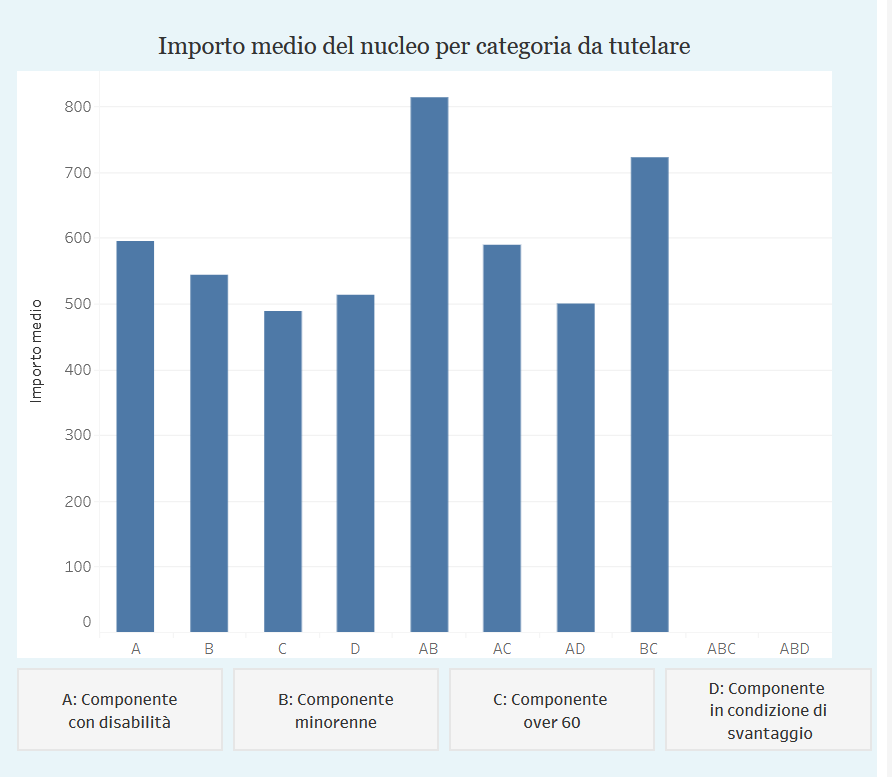 Importo medio del nucleo per categoria da tutelare
800
700
600
500
400
300
200
100
0
Importo medio
A B C D AB AC AD BC ABC ABD
A: Componente
con disabilità
B: Componente
minorenne
C: Componente
over 60
D: Componente
in condizione di
svantaggio